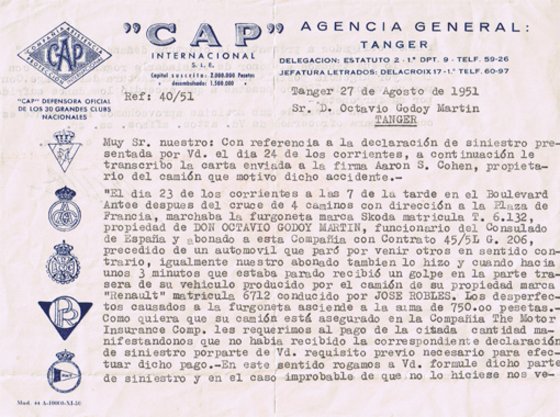 COMPAÑIA EFICIENCIA
CAP
"CAP"
INTERNACIONAL
S. L. E.
Capital suscrito: 2.000.000 Pesetas
» desembolsado: 1.500.000
AGENCIA GENERAL:
TANGER
DELEGACION: ESTATUTO 2 - 1.º DPT. 9 - TELF. 59-26
JEFATURA LETRADOS: DELACROIX 17 - 1.º TELF. 60-97
"CAP" DEFENSORA OFICIAL
DE LOS 30 GRANDES CLUBS
NACIONALES
Ref: 40/51
Tanger 27 de Agosto de 1951
Sr. D. Octavio Godoy Martin
TANGER
Muy Sr. nuestro: Con referencia a la declaración de siniestro pre-
sentada por Vd. el dia 24 de los corrientes, a continuación le
transcribo la carta enviada a la firma Aaron S. Cohen, propieta-
rio del camión que motivo dicho accidente.-
"El dia 23 de los corrientes a las 7 de la tarde en el Boulevard
Antee despues del cruce de 4 caminos con dirección a la Plaza de
Francia, marchaba la furgoneta marca Skoda matricula T. 6.132,
propiedad de DON OCTAVIO GODOY MARTIN, funcionario del Consulado
de España y abonado a esta Compañia con Contrato 45/51 G. 206,
precedido de un automovil que paró por venir otros en sentido con-
trario, igualmente nuestro abonado tambien lo hizo y cuando hacia
unos 3 minutos que estaba parado recibió un golpe en la parte tra-
sera de su vehiculo producido por el camión de su propiedad marca
"Renault" matricula 6712 conducido por JOSE ROBLES. Los desperfec-
tos causados a la furgoneta asciende a la suma de 750.00 pesetas.-
Como quiera que su camión está asegurado en la Compañia The Motor
Insurance Comp. les requerimos al pago de la citada cantidad ma-
nifestandonos que no habia recibido la correspondiente declaración
de siniestro porparte de Vd. requisito previo necesario para efec-
tuar dicho pago.-En este sentido rogamos a Vd. formule dicho parte
de siniestro y en el caso improbable de que no lo hiciese nos ve-